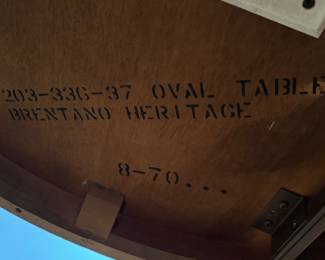 203-336-37 OVAL TABLE
BRENTANO HERITAGE
8-70...